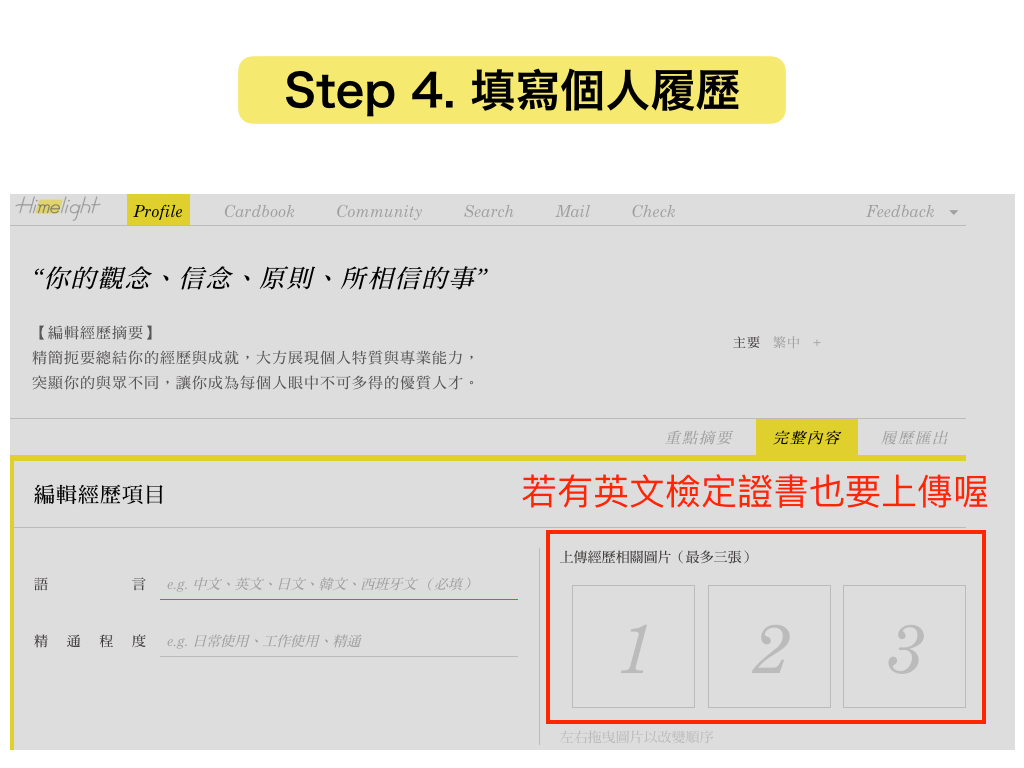 Step 4. 填寫個人履歷
Himelight Profile Cardbook Community Search Mail Check Feedback
“你的觀念、信念、原則、所相信的事”
【編輯經歷摘要】
精簡扼要總結你的經歷與成就，大方展現個人特質與專業能力，
突顯你的與眾不同，讓你成為每個人眼中不可多得的優質人才。
主要 繁中 +
重點摘要 完整內容 履歷匯出
編輯經歷項目
若有英文檢定證書也要上傳喔
語言 e.g. 中文、英文、日文、韓文、西班牙文（必填）
精通程度 e.g. 日常使用、工作使用、精通
上傳經歷相關圖片（最多三張）
1 2 3
左右拖曳圖片以改變順序